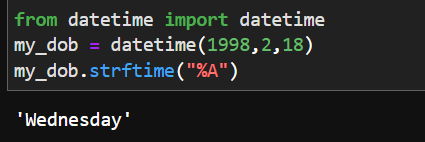 from datetime import datetime
my_dob = datetime(1998,2,18)
my_dob.strftime("%A")
'Wednesday'